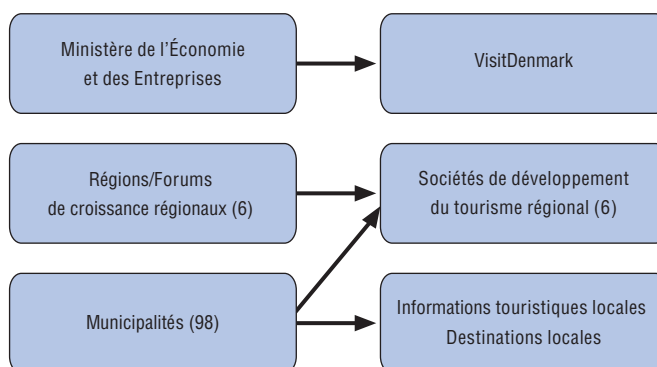 Ministère de l'Économie
et des Entreprises
VisitDenmark
Régions/Forums
de croissance régionaux (6)
Sociétés de développement
du tourisme régional (6)
Municipalités (98)
Informations touristiques locales
Destinations locales